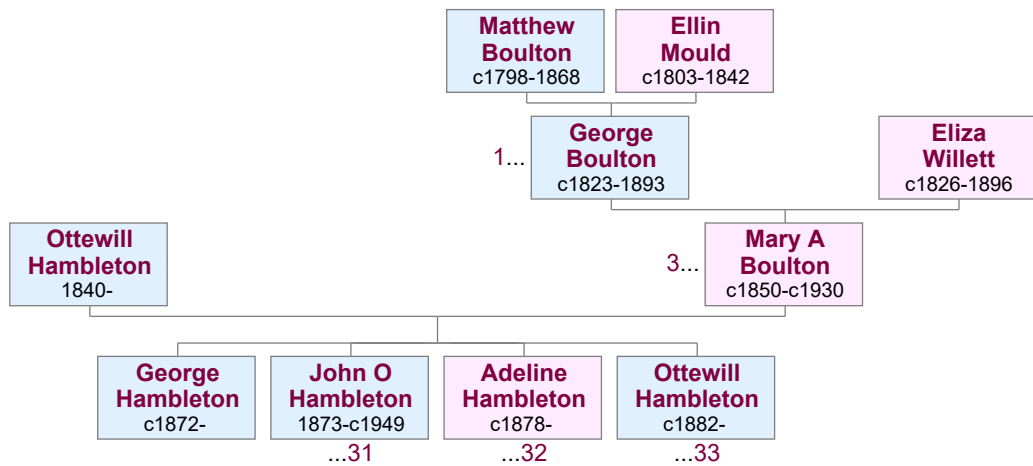 Matthew
Boulton
c1798-1868
Ellin
Mould
c1803-1842
1...
George
Boulton
c1823-1893
Eliza
Willett
c1826-1896
Ottewill
Hambleton
1840-
3...
Mary A
Boulton
c1850-c1930
George
Hambleton
c1872-
John O
Hambleton
1873-c1949
...31
Adeline
Hambleton
c1878-
...32
Ottewill
Hambleton
c1882-
...33